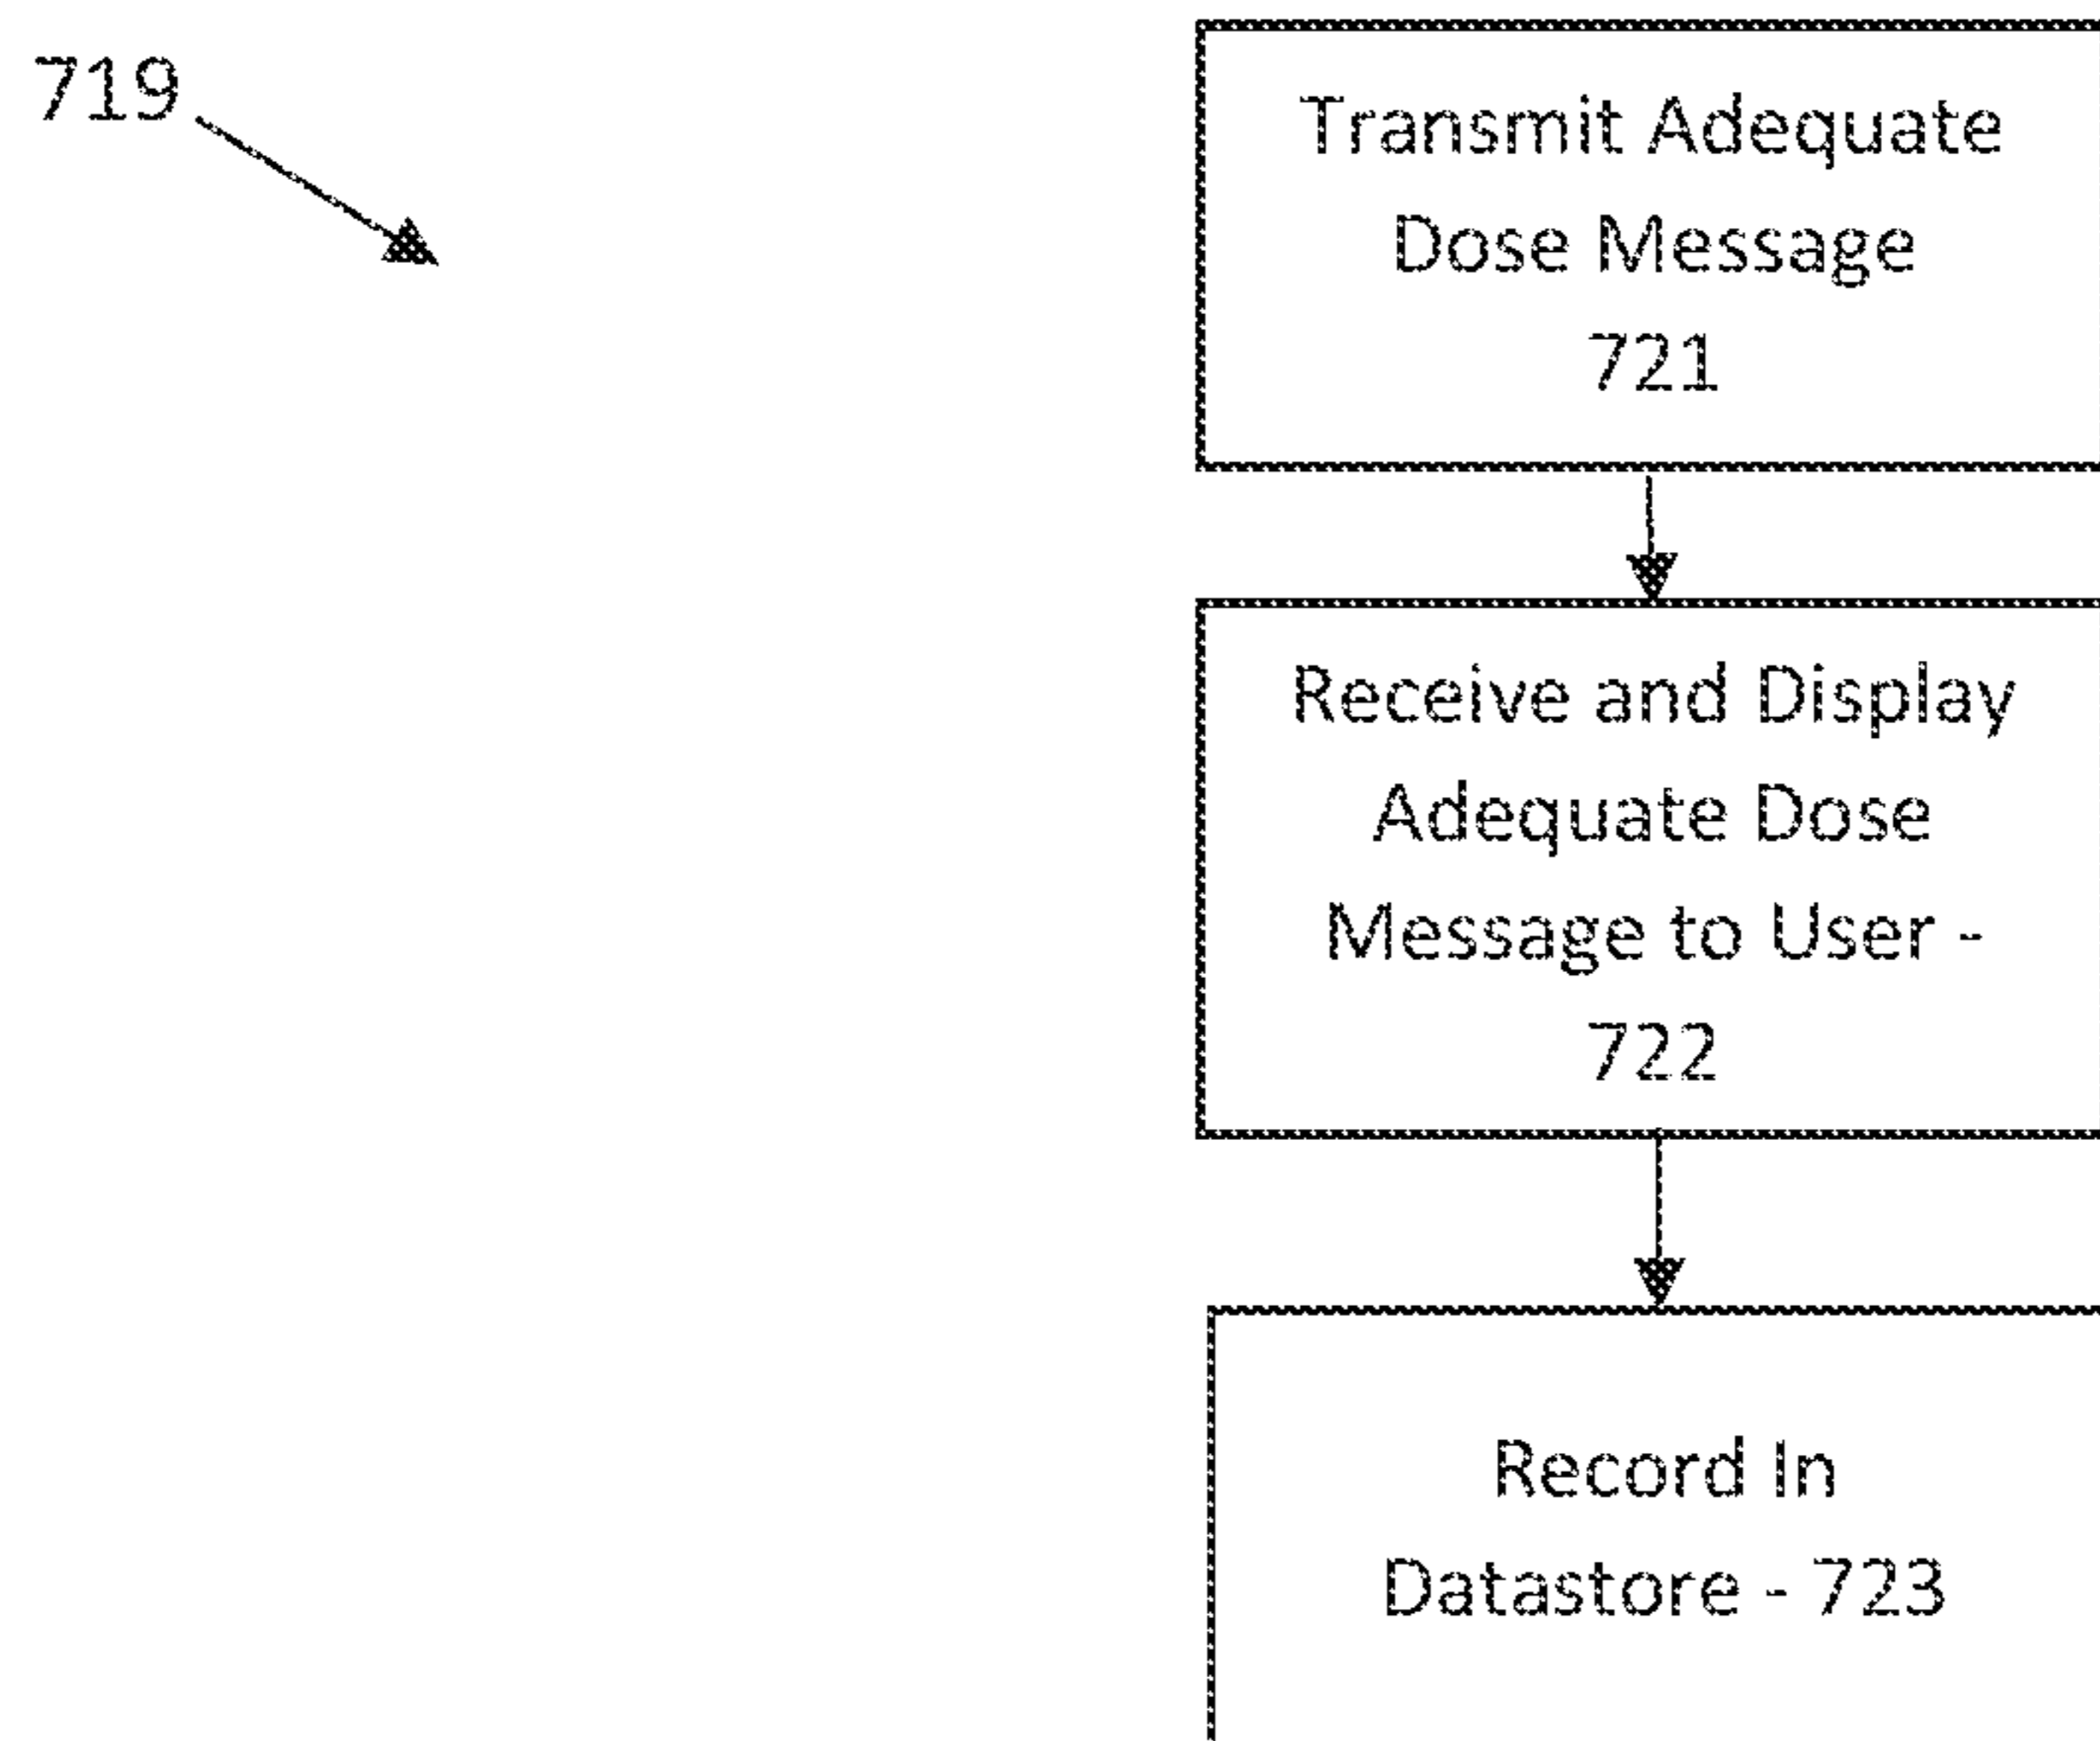 719
Transmit Adequate
Dose Message
721
Receive and Display
Adequate Dose
Message to User -
722
Record In
Datastore - 723